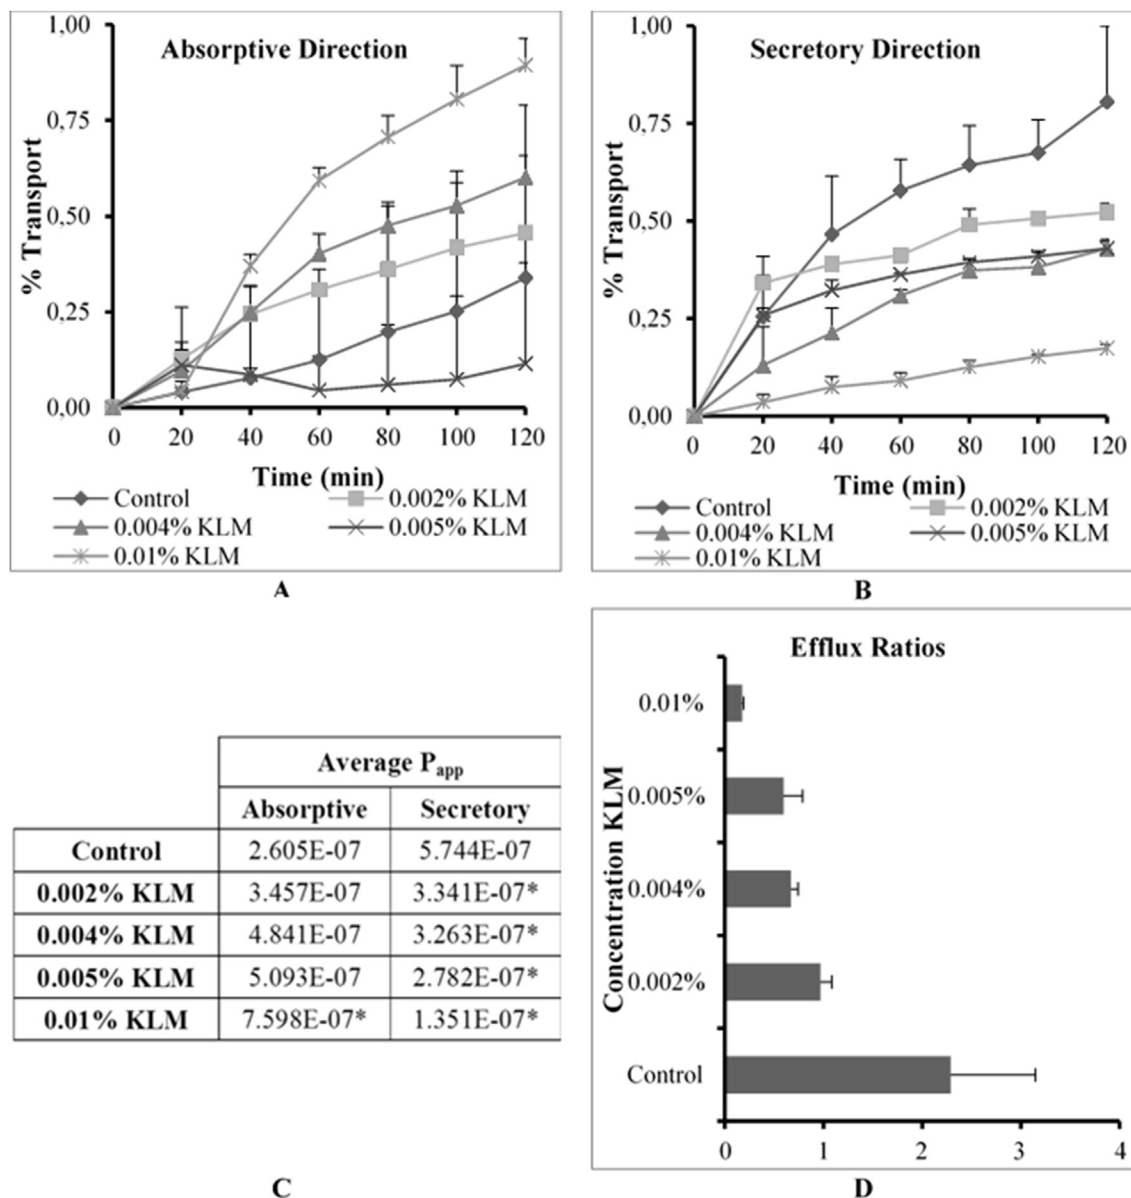 Absorptive Direction
1,00
0,75
0,50
0,25
0,00
% Transport
0 20 40 60 80 100 120
Time (min)
Control 0.002% KLM
0.004% KLM 0.005% KLM
0.01% KLM
A
Secretory Direction
1,00
0,75
0,50
0,25
0,00
% Transport
0 20 40 60 80 100 120
Time (min)
Control 0.002% KLM
0.004% KLM 0.005% KLM
0.01% KLM
B
Average Papp
Absorptive Secretory
Control 2.605E-07 5.744E-07
0.002% KLM 3.457E-07 3.341E-07*
0.004% KLM 4.841E-07 3.263E-07*
0.005% KLM 5.093E-07 2.782E-07*
0.01% KLM 7.598E-07* 1.351E-07*
C
Efflux Ratios
Concentration KLM
0.01%
0.005%
0.004%
0.002%
Control
0 1 2 3 4
D